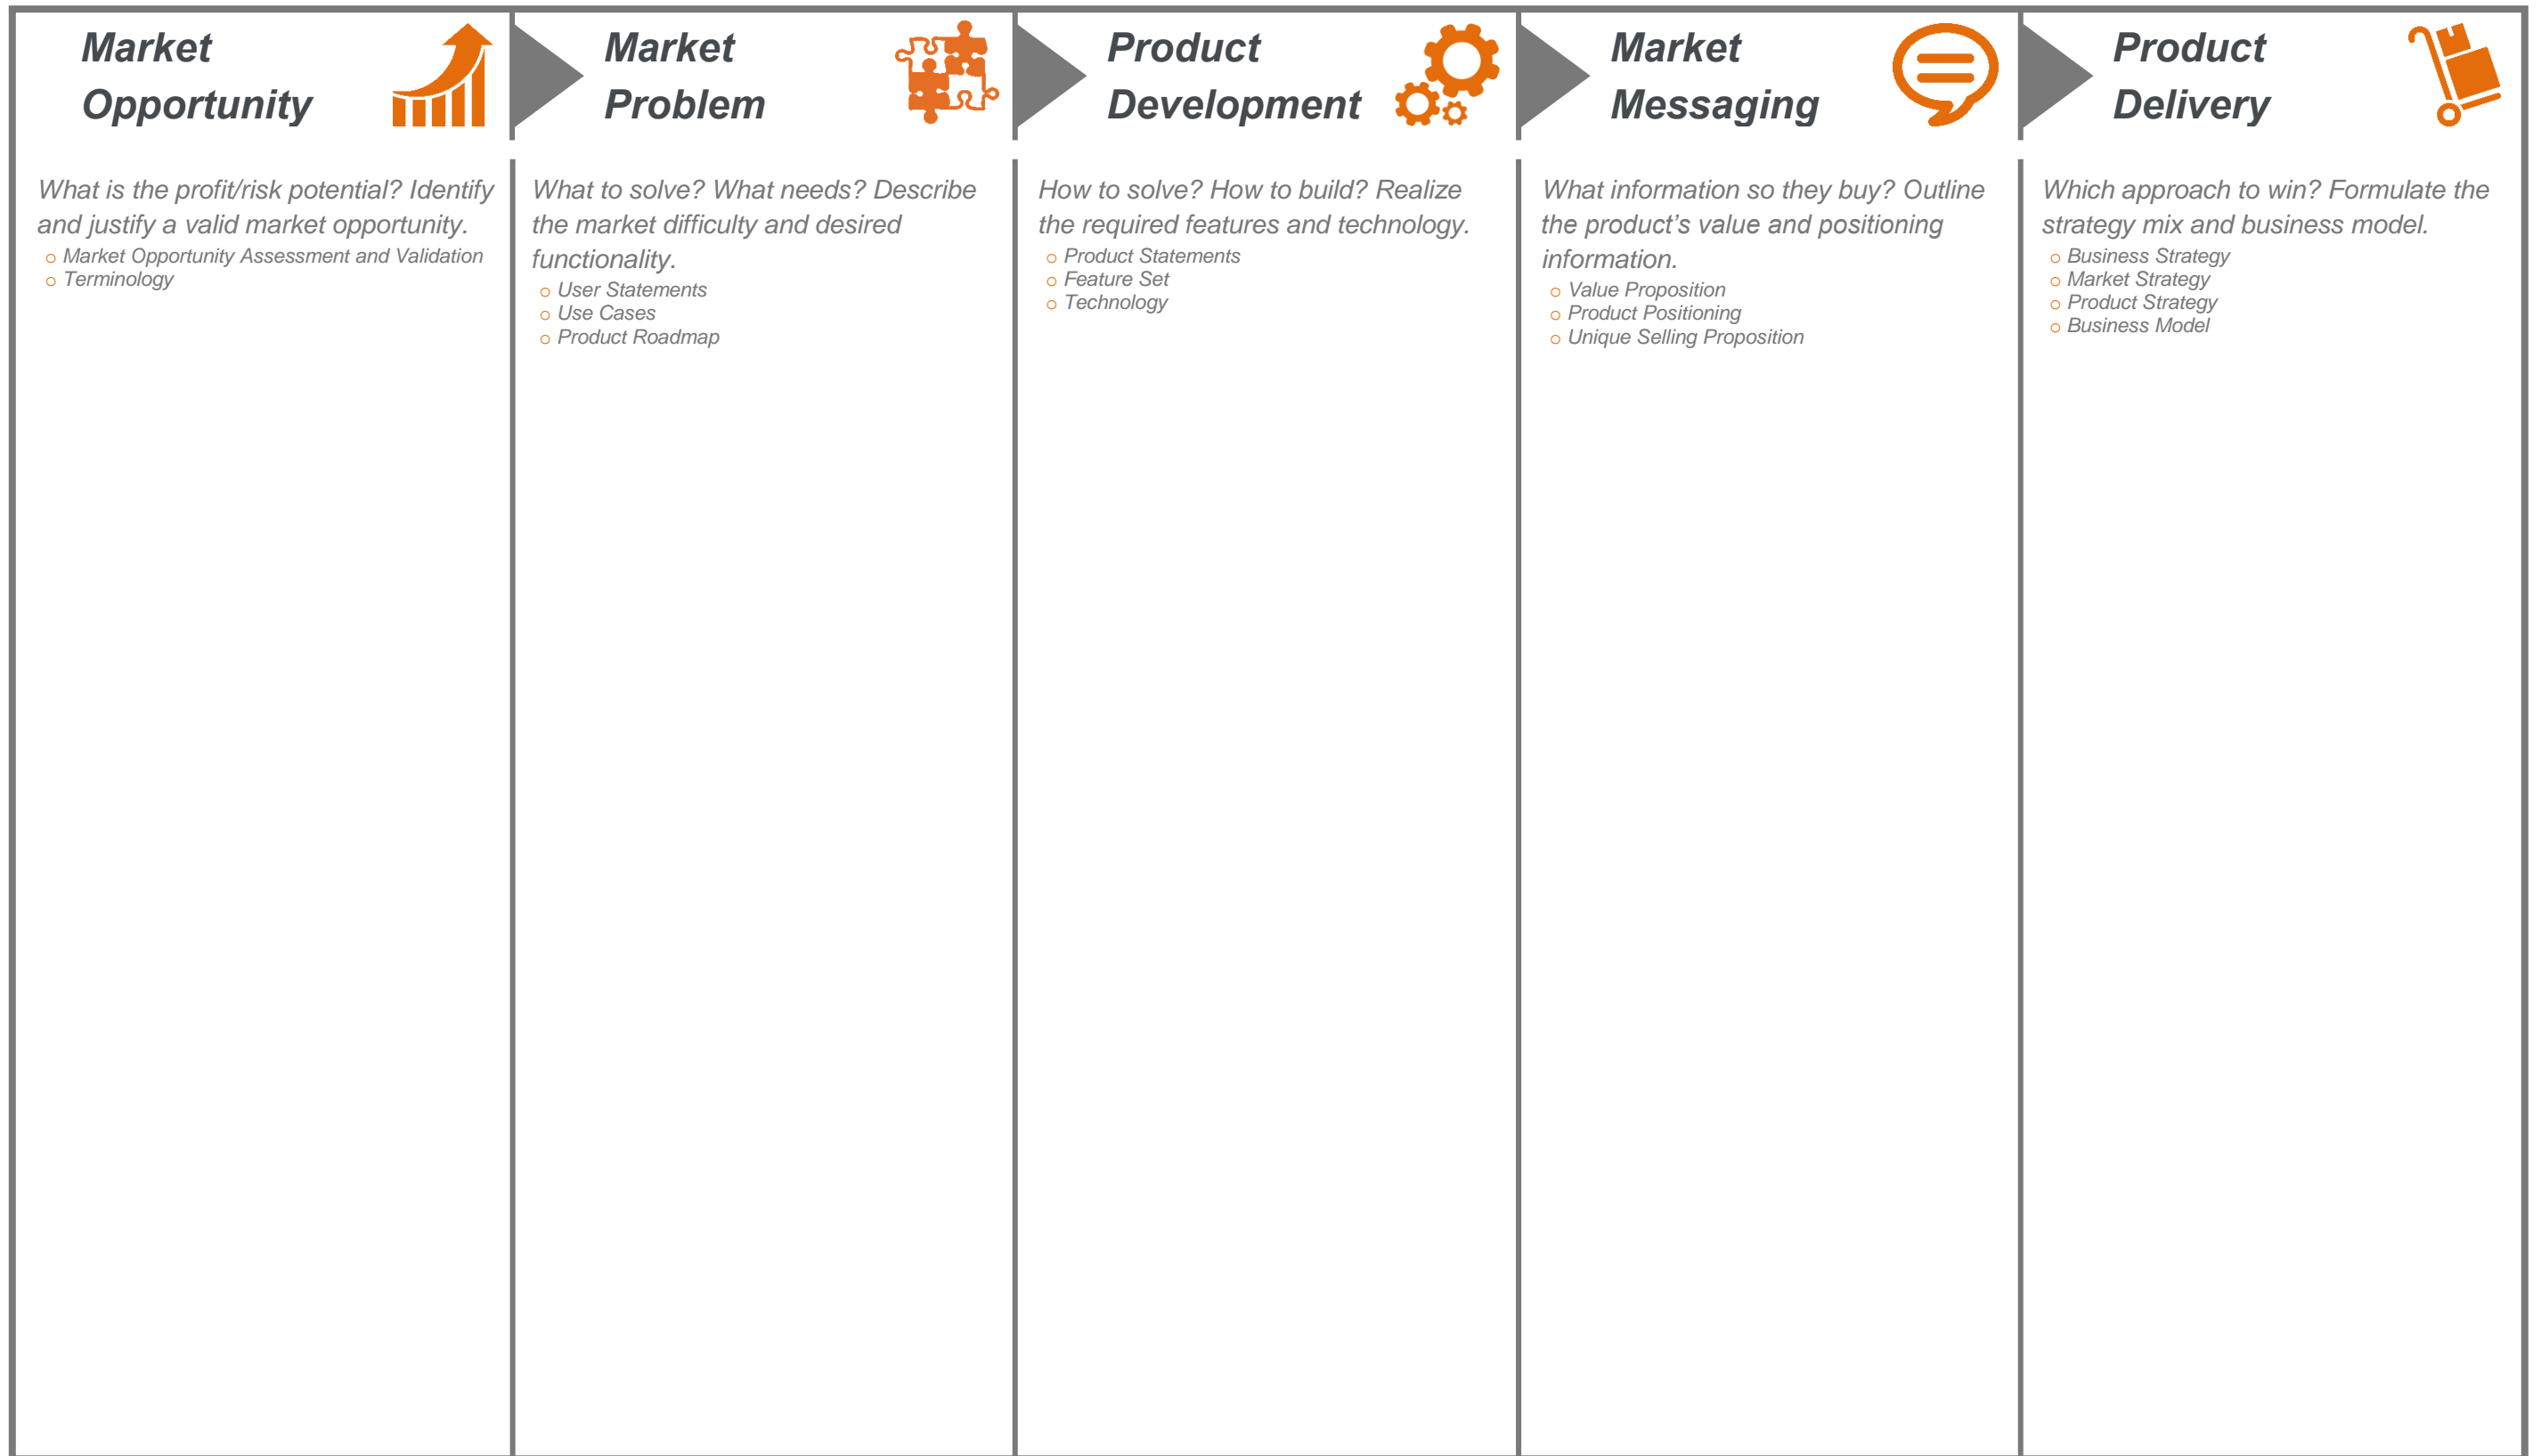 Market
Opportunity
What is the profit/risk potential? Identify
and justify a valid market opportunity.
Market Opportunity Assessment and Validation
Terminology
Market
Problem
What to solve? What needs? Describe
the market difficulty and desired
functionality.
User Statements
Use Cases
Product Roadmap
Product
Development
How to solve? How to build? Realize
the required features and technology.
Product Statements
Feature Set
Technology
Market
Messaging
What information so they buy? Outline
the product's value and positioning
information.
Value Proposition
Product Positioning
Unique Selling Proposition
Product
Delivery
Which approach to win? Formulate the
strategy mix and business model.
Business Strategy
Market Strategy
Product Strategy
Business Model